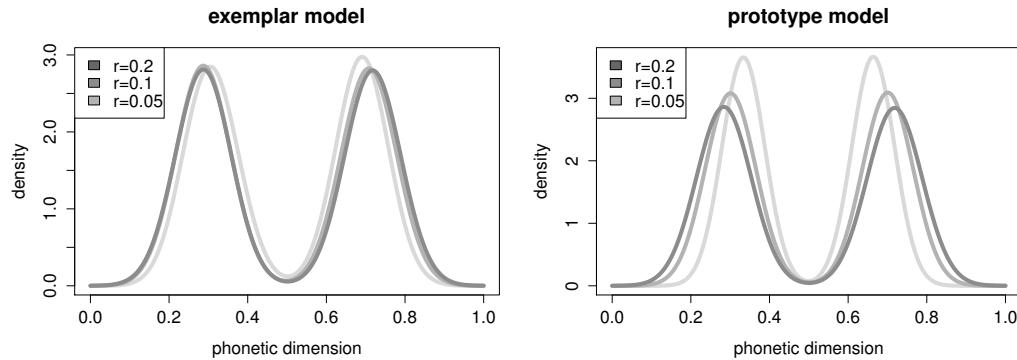 exemplar model
r=0.2
r=0.1
r=0.05
density
0.0
1.0
2.0
3.0
0.0 0.2 0.4 0.6 0.8 1.0
phonetic dimension
prototype model
r=0.2
r=0.1
r=0.05
density
0
1
2
3
0.0 0.2 0.4 0.6 0.8 1.0
phonetic dimension